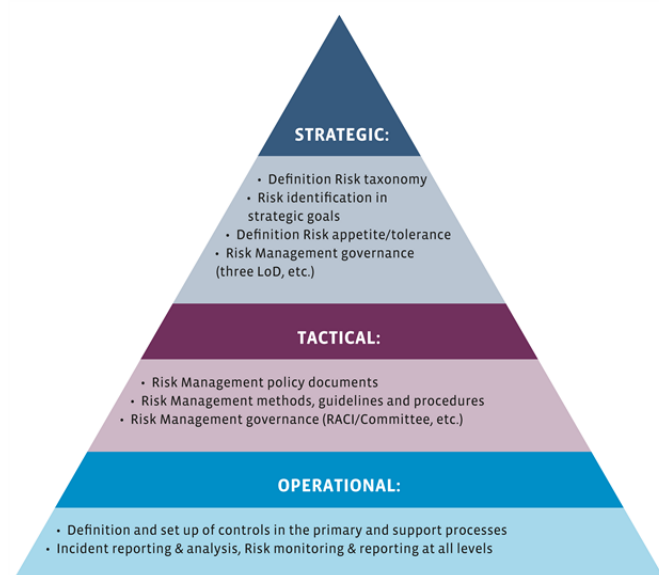 STRATEGIC:
• Definition Risk taxonomy
• Risk identification in
strategic goals
• Definition Risk appetite/tolerance
• Risk Management governance
(three LoD, etc.)
TACTICAL:
• Risk Management policy documents
• Risk Management methods, guidelines and procedures
• Risk Management governance (RACI/Committee, etc.)
OPERATIONAL:
• Definition and set up of controls in the primary and support processes
• Incident reporting & analysis, Risk monitoring & reporting at all levels